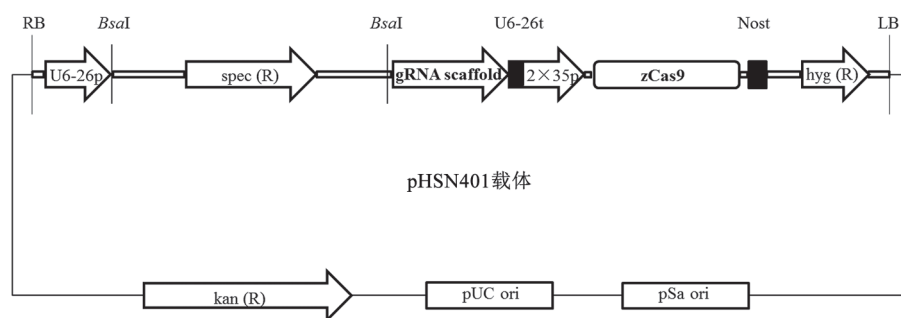 RB
BsaI
BsaI
U6-26t
Nost
LB
U6-26p
spec (R)
gRNA scaffold
2×35p
zCas9
hyg (R)
pHSN401载体
kan (R)
pUC ori
pSa ori